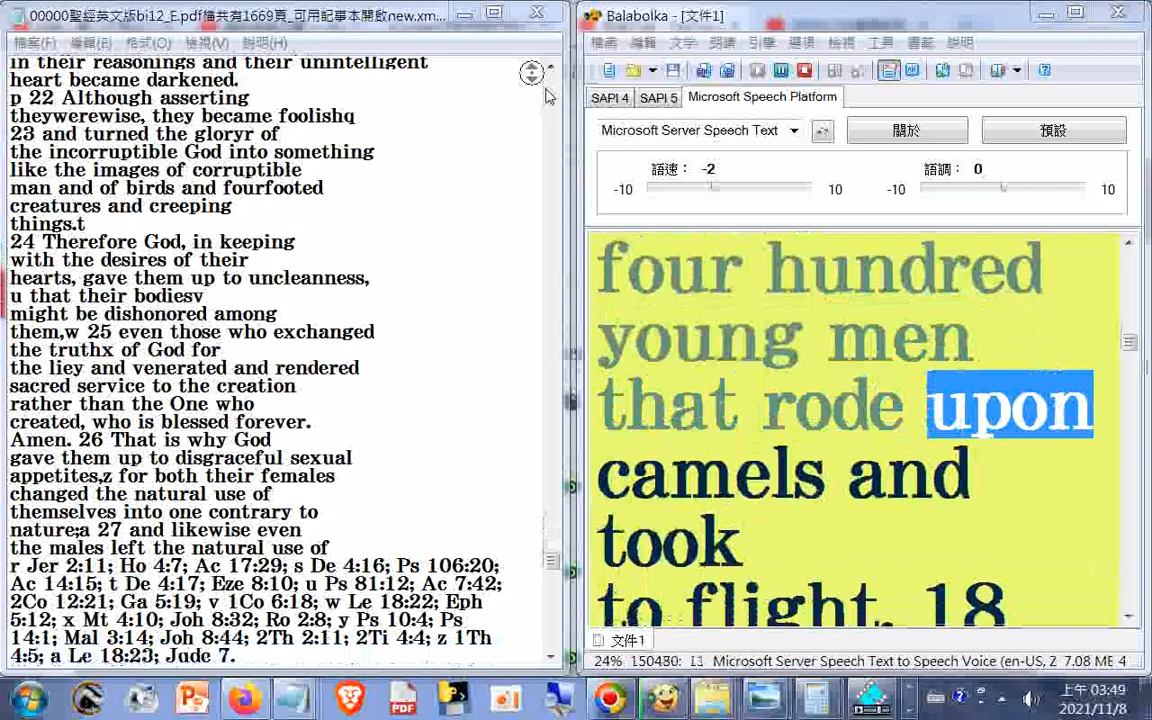 00000聖經英文版bi12_E.pdf檔共有1669頁_可用記事本開啟new.xm...
檔案(F) 編輯(E) 格式(O) 檢視(V) 說明(H)
in their reasonings and their unintelligent
heart became darkened.
p 22 Although asserting
theywerewise, they became foolishq
23 and turned the gloryr of
the incorruptible God into something
like the images of corruptible
man and of birds and fourfooted
creatures and creeping
things.t
24 Therefore God, in keeping
with the desires of their
hearts, gave them up to uncleanness,
u that their bodiesv
might be dishonored among
them,w 25 even those who exchanged
the truthx of God for
the liey and venerated and rendered
sacred service to the creation
rather than the One who
created, who is blessed forever.
Amen. 26 That is why God
gave them up to disgraceful sexual
appetites,z for both their females
changed the natural use of
themselves into one contrary to
nature;a 27 and likewise even
the males left the natural use of
r Jer 2:11; Ho 4:7; Ac 17:29; s De 4:16; Ps 106:20;
Ac 14:15; t De 4:17; Eze 8:10; u Ps 81:12; Ac 7:42;
2Co 12:21; Ga 5:19; v 1Co 6:18; w Le 18:22; Eph
5:12; x Mt 4:10; Joh 8:32; Ro 2:8; y Ps 10:4; Ps
14:1; Mal 3:14; Joh 8:44; 2Th 2:11; 2Ti 4:4; z 1Th
4:5; a Le 18:23; Jude 7.
Balabolka - [文件1]
檔案 編輯 文字 朗讀 引擎 選項 檢視 工具 書籤 說明
SAPI 4 SAPI 5 Microsoft Speech Platform
Microsoft Server Speech Text 關於 預設
語速： -2 語調： 0
-10 10 -10 10
four hundred
young men
that rode upon
camels and
took
to flight. 18
文件1
24% 150480: I1 Microsoft Server Speech Text to Speech Voice (en-US, Z 7.08 ME 4
上午 03:49
2021/11/8